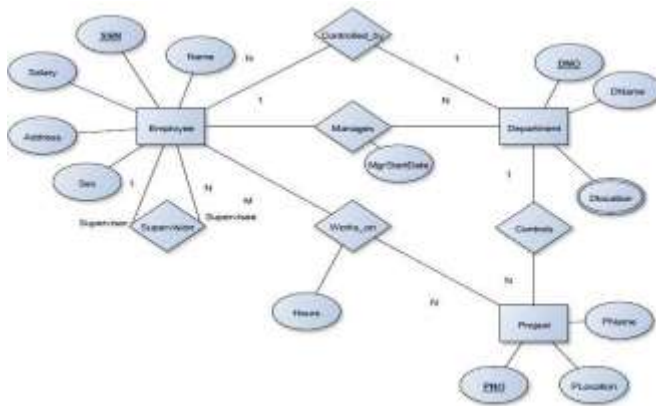 SSN
Name
Salary
Address
Sex
Employee
N
Controlled_by
1
DNO
DName
Department
Dlocation
1
Manages
N
MgrStartDate
1
N
Supervisor
Supervision
Supervisee
M
Works_on
Hours
N
1
Controls
N
Project
PName
PNO
PLocation